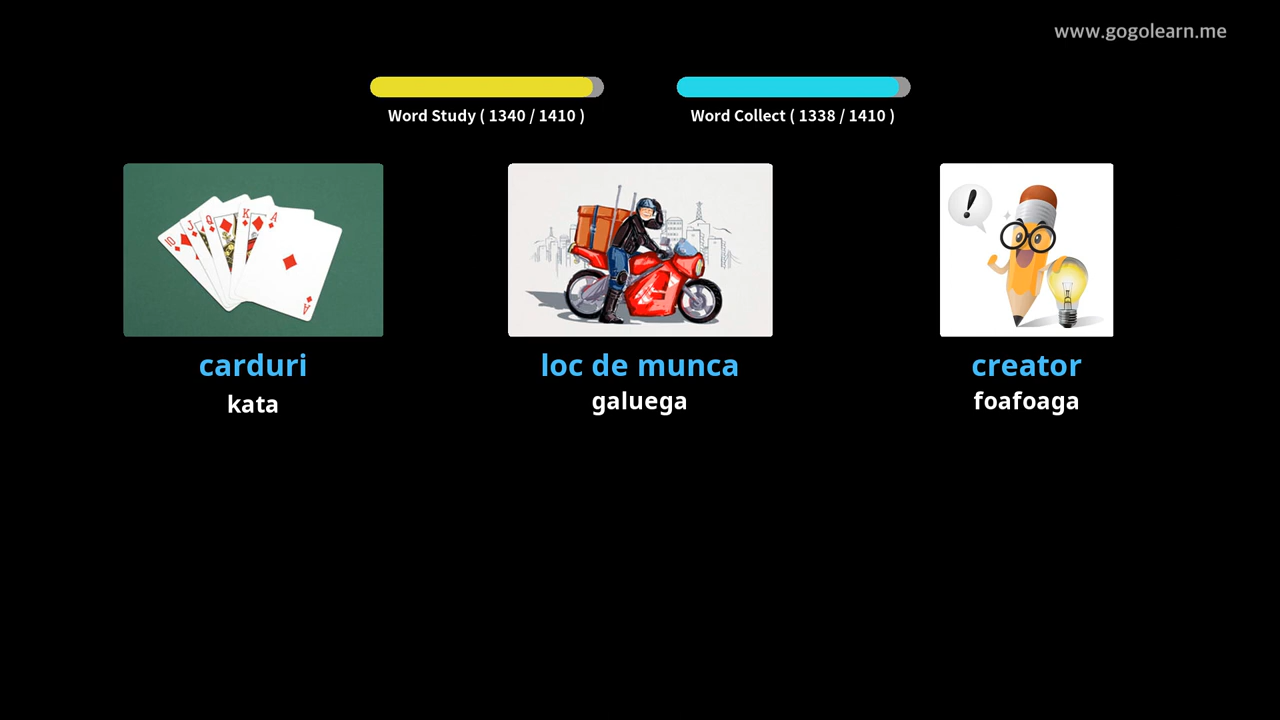 www.gogolearn.me
Word Study ( 1340 / 1410 )
Word Collect ( 1338 / 1410 )
10 J Q K A
A
!
carduri
kata
loc de munca
galuega
creator
foafoaga